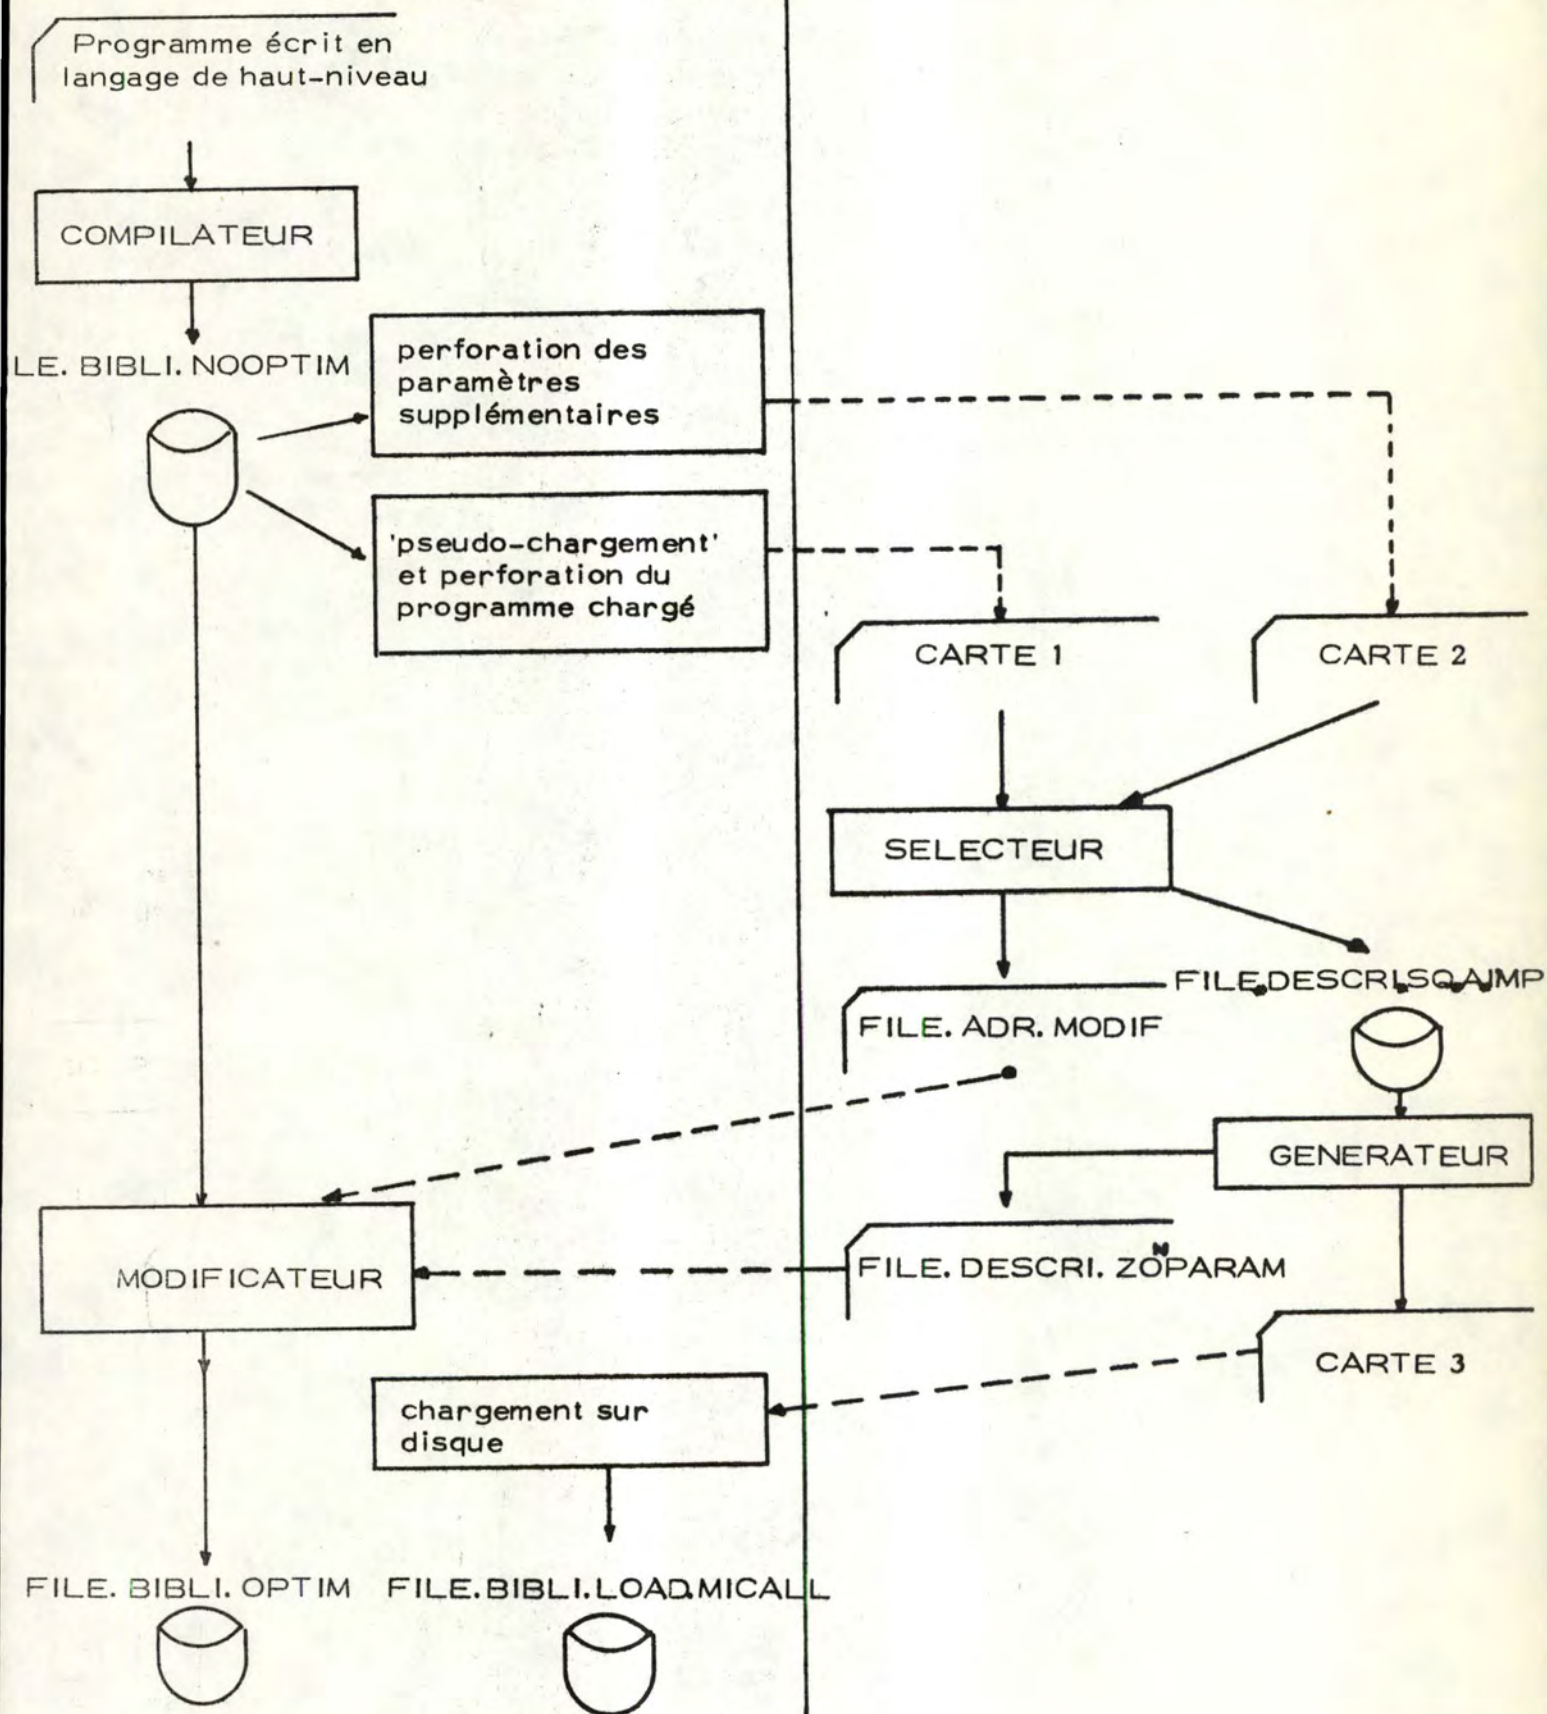 Programme écrit en
langage de haut-niveau
COMPILATEUR
LE. BIBLI. NOOPTIM
perforation des
paramètres
supplémentaires
'pseudo-chargement'
et perforation du
programme chargé
CARTE 1
CARTE 2
SELECTEUR
FILE.DESCRI.SQ.A.IMP
FILE. ADR. MODIF
GENERATEUR
MODIFICATEUR
FILE. DESCRI. ZONPARAM
CARTE 3
chargement sur
disque
FILE. BIBLI. OPTIM
FILE.BIBLI.LOAD.MICALL